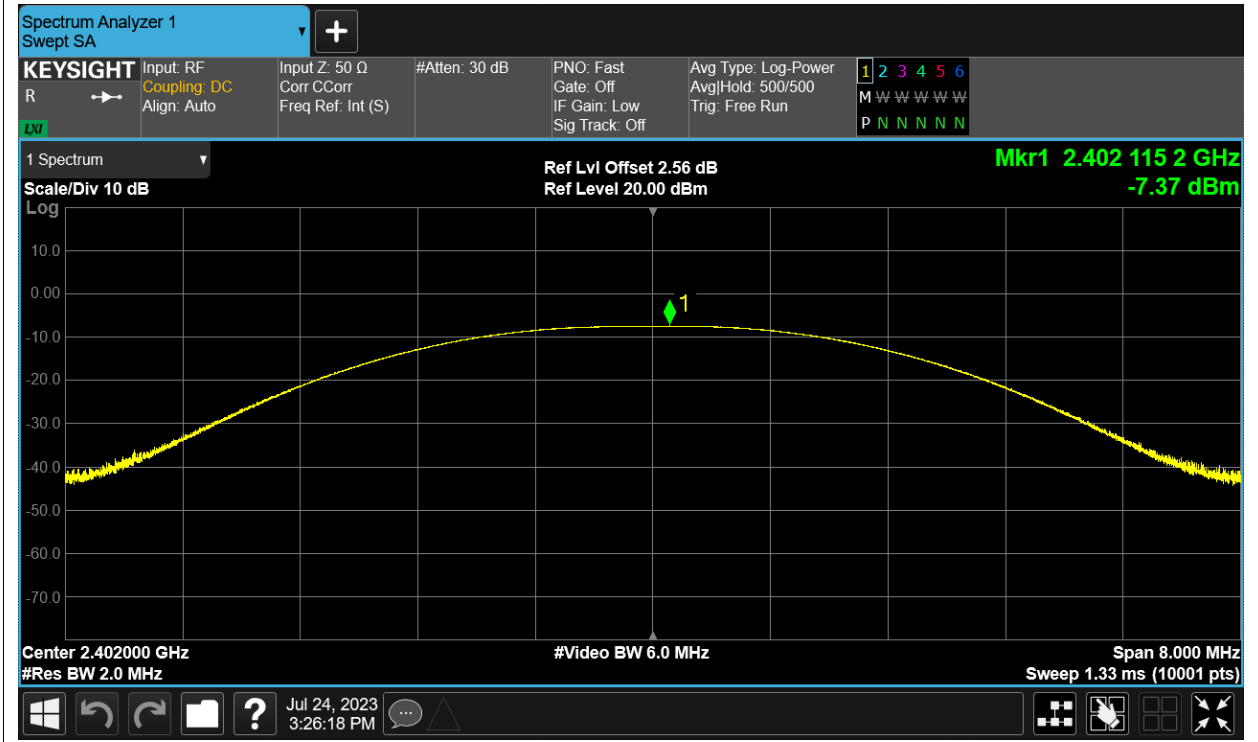 Spectrum Analyzer 1
Swept SA
KEYSIGHT
R
LXI
Input: RF
Coupling: DC
Align: Auto
Input Z: 50 Ω
Corr CCorr
Freq Ref: Int (S)
#Atten: 30 dB
PNO: Fast
Gate: Off
IF Gain: Low
Sig Track: Off
Avg Type: Log-Power
Avg|Hold: 500/500
Trig: Free Run
1 2 3 4 5 6
M W W W W W
P N N N N N
1 Spectrum
Scale/Div 10 dB
Log
Ref Lvl Offset 2.56 dB
Ref Level 20.00 dBm
Mkr1 2.402 115 2 GHz
-7.37 dBm
10.0
0.00
-10.0
-20.0
-30.0
-40.0
-50.0
-60.0
-70.0
1
Center 2.402000 GHz
#Res BW 2.0 MHz
#Video BW 6.0 MHz
Span 8.000 MHz
Sweep 1.33 ms (10001 pts)
?
Jul 24, 2023
3:26:18 PM